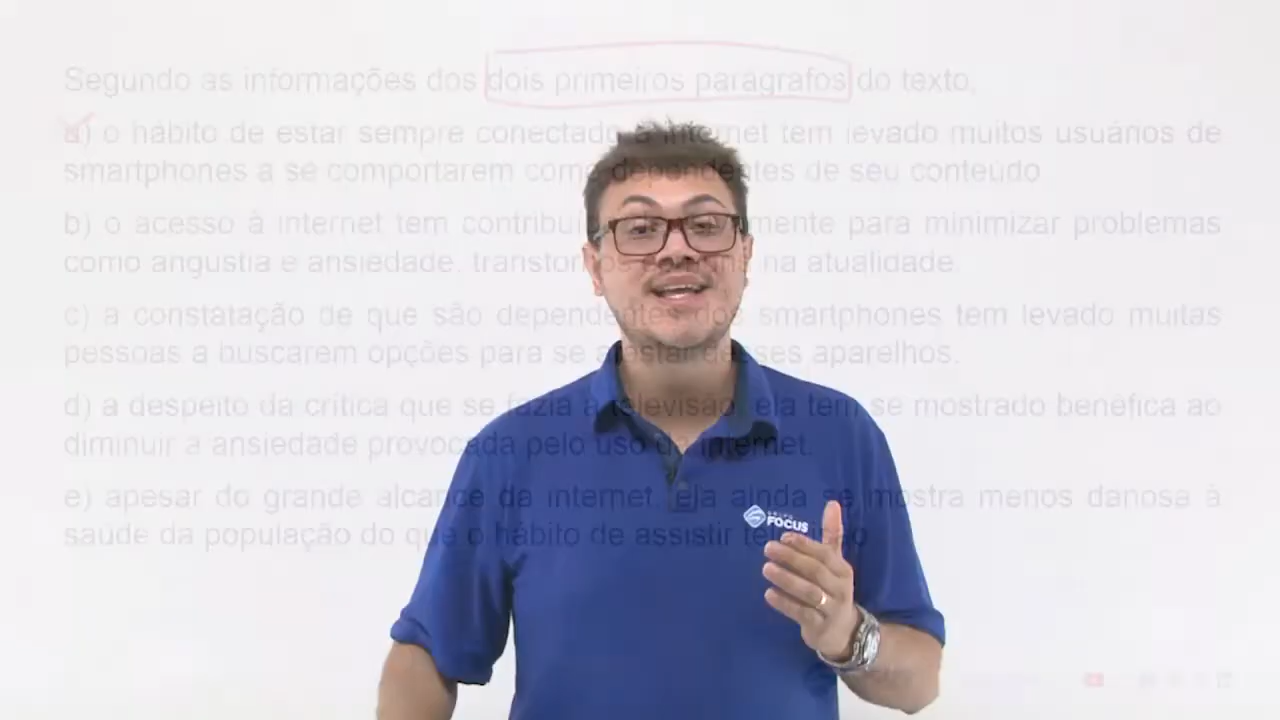 Segundo as informações dos dois primeiros parágrafos do texto,
a) o hábito de estar sempre conectado à internet tem levado muitos usuários de
smartphones a se comportarem como dependentes de seu conteúdo
b) o acesso à internet tem contribuí mente para minimizar problemas
como angústia e ansiedade, transtornos na atualidade.
c) a constatação de que são dependentes dos smartphones tem levado muitas
pessoas a buscarem opções para se afastar desses aparelhos.
d) a despeito da crítica que se fazia à televisão, ela tem se mostrado benéfica ao
diminuir a ansiedade provocada pelo uso da internet.
e) apesar do grande alcance da internet, ela ainda se mostra menos danosa à
saúde da população do que o hábito de assistir televisão
GRUPO
FOCUS